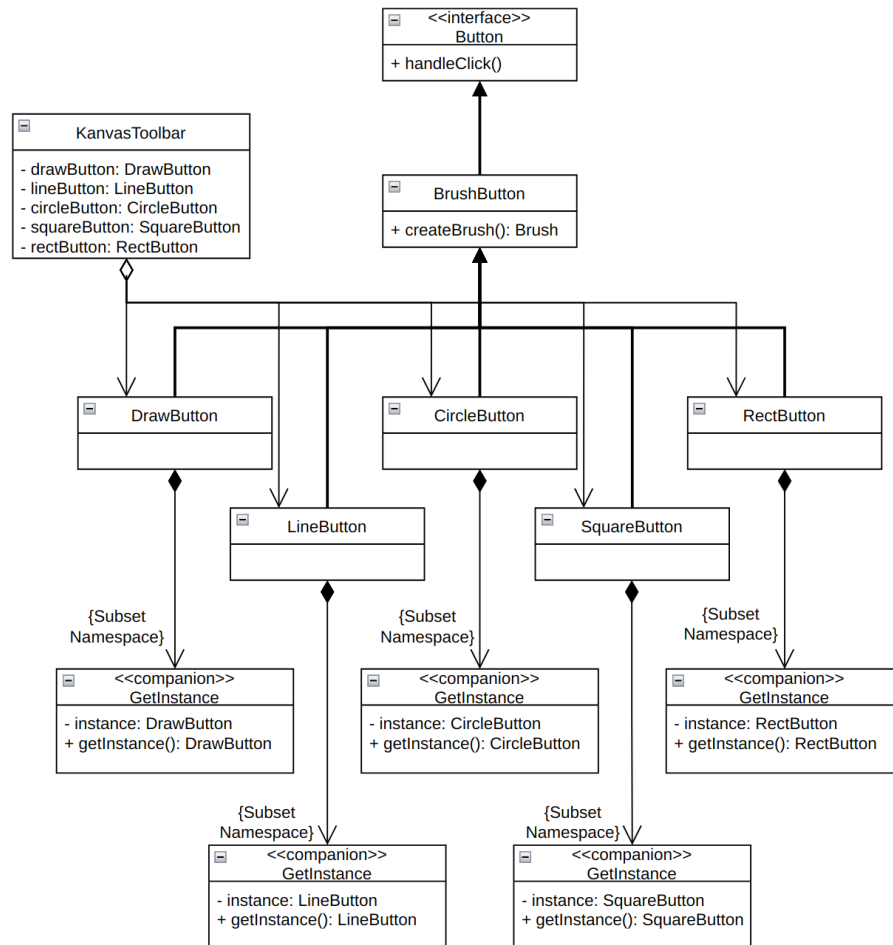 <<interface>>
Button
+ handleClick()
KanvasToolbar
- drawButton: DrawButton
- lineButton: LineButton
- circleButton: CircleButton
- squareButton: SquareButton
- rectButton: RectButton
BrushButton
+ createBrush(): Brush
DrawButton
CircleButton
RectButton
LineButton
SquareButton
{Subset
Namespace}
{Subset
Namespace}
{Subset
Namespace}
<<companion>>
GetInstance
- instance: DrawButton
+ getInstance(): DrawButton
<<companion>>
GetInstance
- instance: CircleButton
+ getInstance(): CircleButton
<<companion>>
GetInstance
- instance: RectButton
+ getInstance(): RectButton
{Subset
Namespace}
{Subset
Namespace}
<<companion>>
GetInstance
- instance: LineButton
+ getInstance(): LineButton
<<companion>>
GetInstance
- instance: SquareButton
+ getInstance(): SquareButton